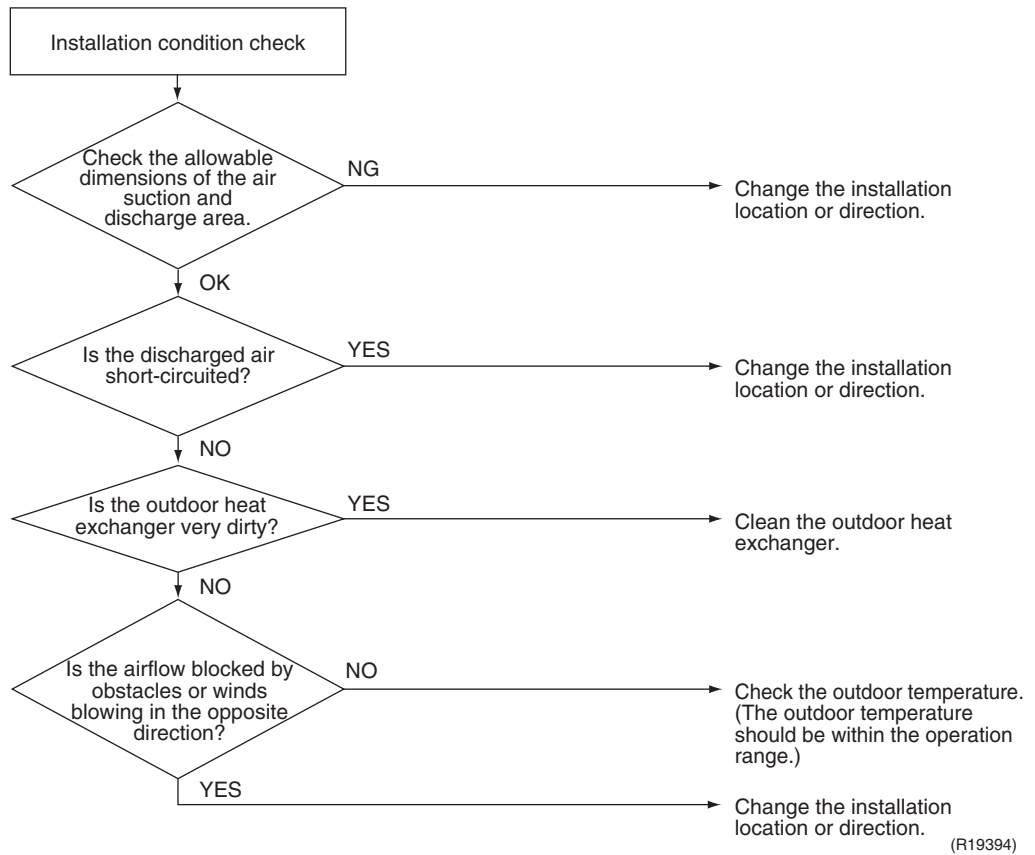 Installation condition check
Check the allowable
dimensions of the air
suction and
discharge area.
NG
Change the installation
location or direction.
OK
Is the discharged air
short-circuited?
YES
Change the installation
location or direction.
NO
Is the outdoor heat
exchanger very dirty?
YES
Clean the outdoor heat
exchanger.
NO
Is the airflow blocked by
obstacles or winds
blowing in the opposite
direction?
NO
Check the outdoor temperature.
(The outdoor temperature
should be within the operation
range.)
YES
Change the installation
location or direction.
(R19394)